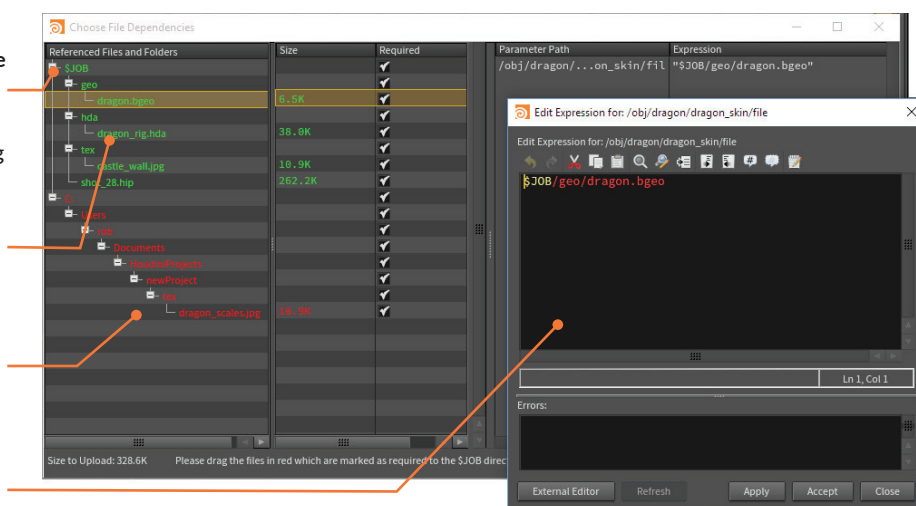 Choose File Dependencies
Referenced Files and Folders
Size
Required
Parameter Path
Expression
$JOB
/obj/dragon/...on_skin/fil "$JOB/geo/dragon.bgeo"
geo
dragon.bgeo 6.5K
hda
dragon_rig.hda 38.0K
tex
castle_wall.jpg 10.9K
shot_28.hip 262.2K
Users
Documents
HoudiniProjects
newProject
tex
dragon_scales.jpg
Size to Upload: 328.6K Please drag the files in red which are marked as required to the $JOB direc
e
g
Edit Expression for: /obj/dragon/dragon_skin/file
Edit Expression for: /obj/dragon/dragon_skin/file
$JOB/geo/dragon.bgeo
Ln 1, Col 1
Errors:
External Editor Refresh Apply Accept Close